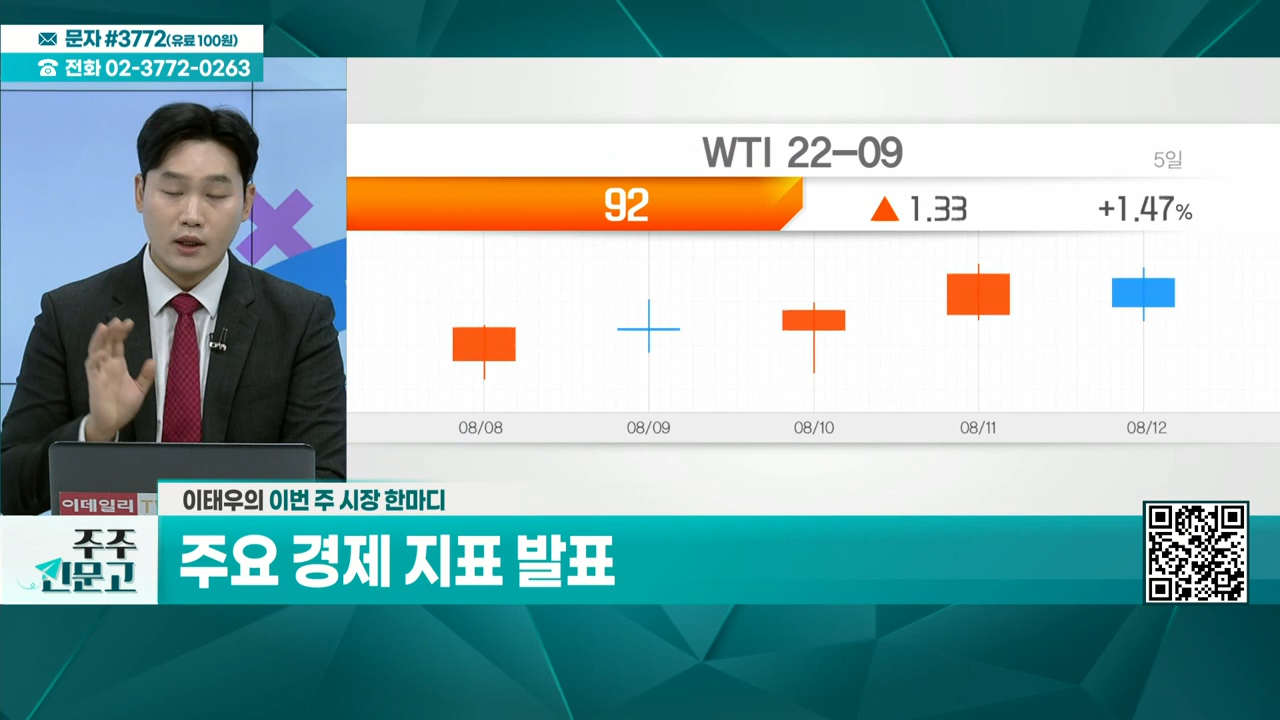 문자 #3772(유료 100원)
전화 02-3772-0263
WTI 22-09
5일
92 ▲ 1.33 +1.47%
08/08 08/09 08/10 08/11 08/12
이데일리 T
이태우의 이번 주 시장 한마디
주주
신문고
주요 경제 지표 발표